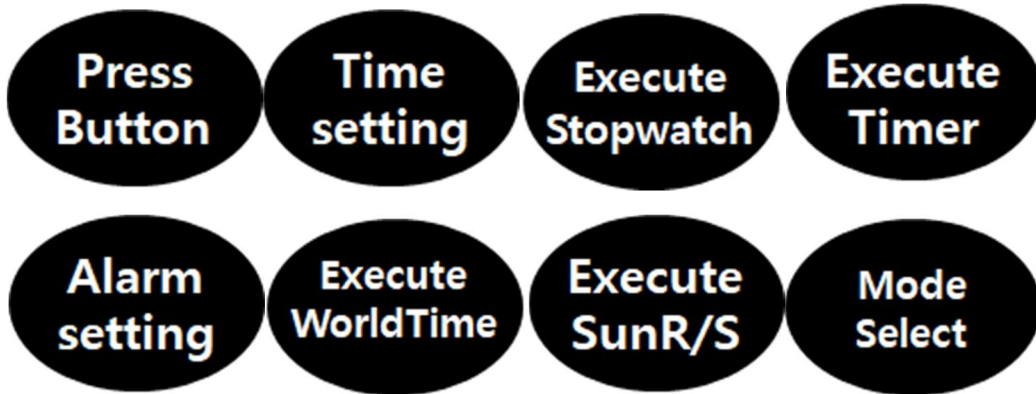 Press
Button
Time
setting
Execute
Stopwatch
Execute
Timer
Alarm
setting
Execute
WorldTime
Execute
SunR/S
Mode
Select